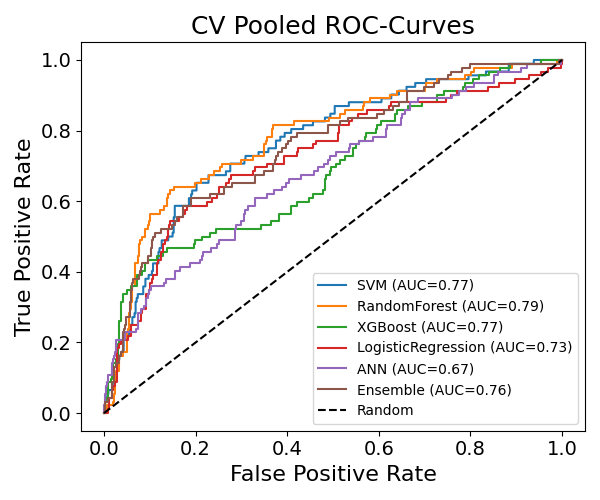 CV Pooled ROC-Curves
True Positive Rate
1.0
0.8
0.6
0.4
0.2
0.0
SVM (AUC=0.77)
RandomForest (AUC=0.79)
XGBoost (AUC=0.77)
LogisticRegression (AUC=0.73)
ANN (AUC=0.67)
Ensemble (AUC=0.76)
Random
0.0 0.2 0.4 0.6 0.8 1.0
False Positive Rate